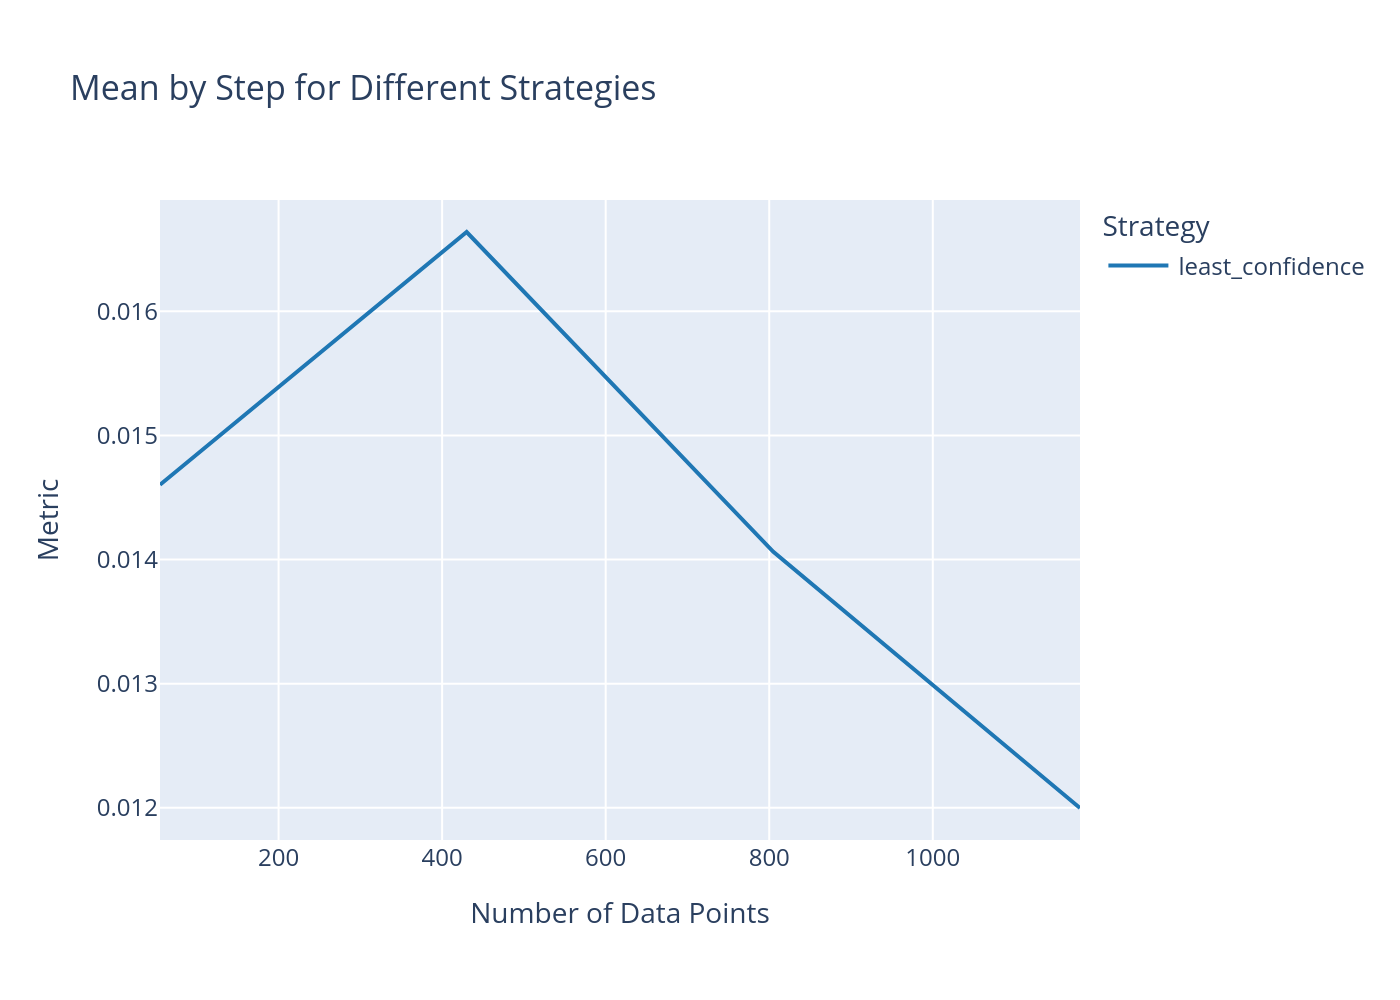 Mean by Step for Different Strategies
Strategy
least_confidence
0.016
0.015
0.014
0.013
0.012
Metric
200 400 600 800 1000
Number of Data Points